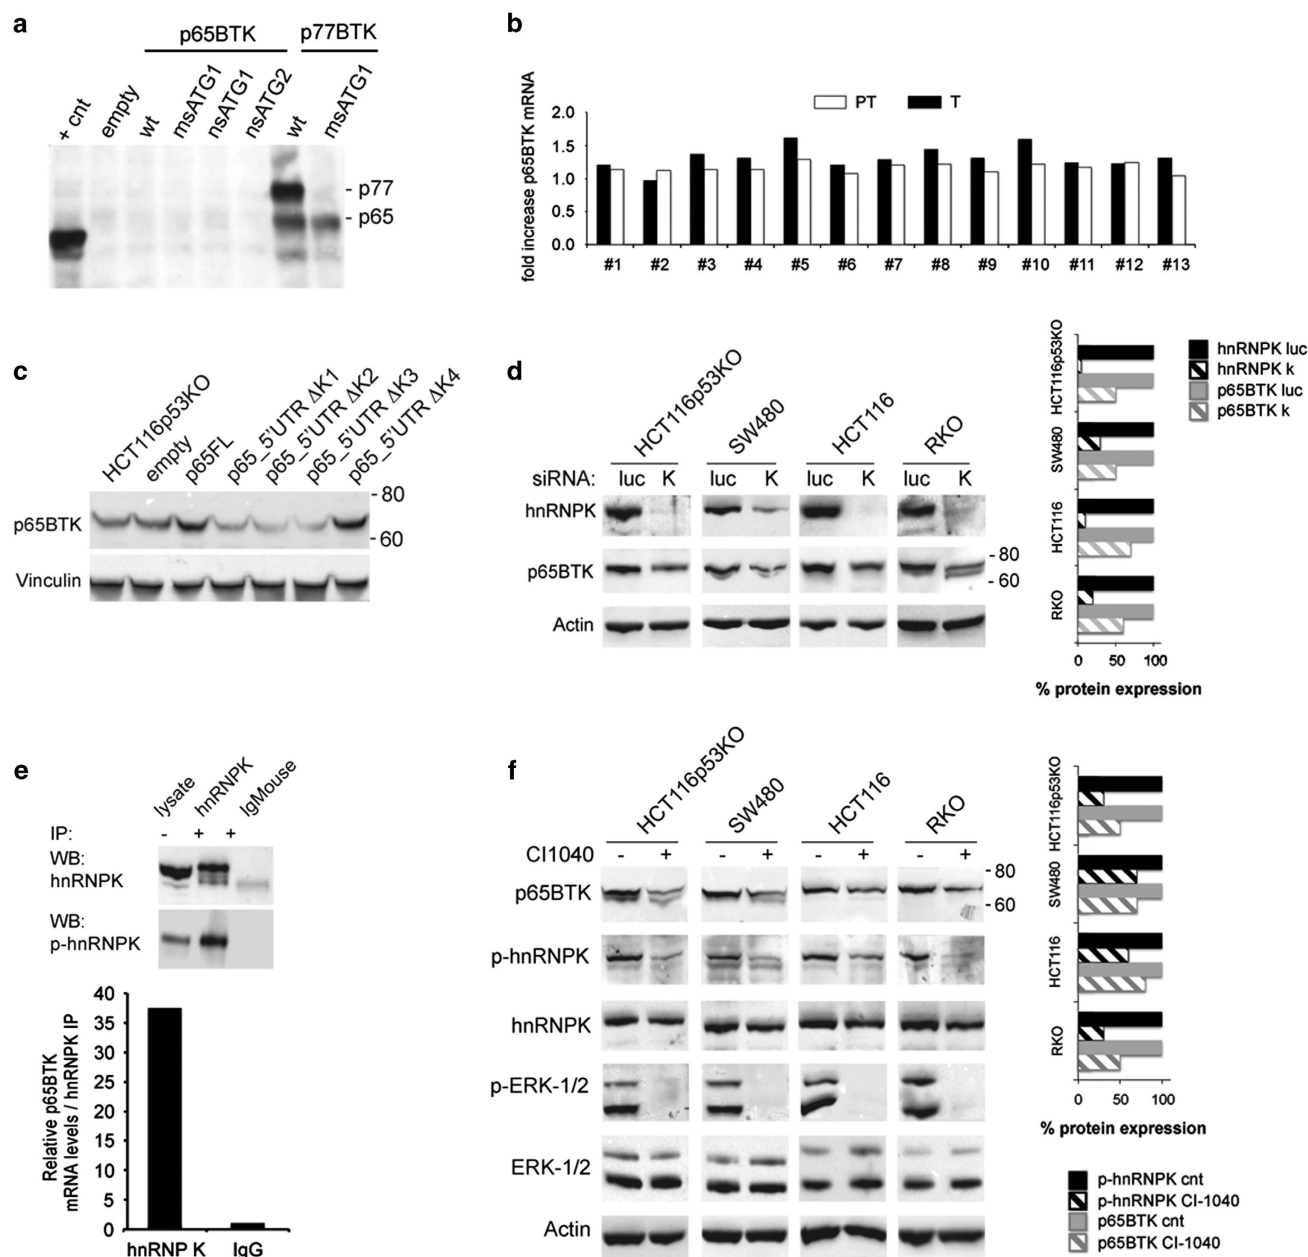 a
p65BTK
p77BTK
+ cnt
empty
wt
msATG1
nsATG1
nsATG2
wt
msATG1
- p77
- p65
b
PT
T
fold increase p65BTK mRNA
2.0
1.5
1.0
0.5
0.0
#1 #2 #3 #4 #5 #6 #7 #8 #9 #10 #11 #12 #13
c
HCT116p53KO
empty
p65FL
p65_5'UTR ΔK1
p65_5'UTR ΔK2
p65_5'UTR ΔK3
p65_5'UTR ΔK4
p65BTK
- 80
- 60
Vinculin
d
HCT116p53KO
SW480
HCT116
RKO
siRNA: luc K luc K luc K luc K
hnRNPK
p65BTK
- 80
- 60
Actin
HCT116p53KO
SW480
HCT116
RKO
0 50 100
% protein expression
hnRNPK luc
hnRNPK k
p65BTK luc
p65BTK k
e
lysate
hnRNPK
IgMouse
IP: - + +
WB:
hnRNPK
WB:
p-hnRNPK
Relative p65BTK
mRNA levels / hnRNPK IP
40
35
30
25
20
15
10
5
0
hnRNP K IgG
f
HCT116p53KO
SW480
HCT116
RKO
CI1040 - + - + - + - +
p65BTK
- 80
- 60
p-hnRNPK
hnRNPK
p-ERK-1/2
ERK-1/2
Actin
HCT116p53KO
SW480
HCT116
RKO
0 50 100
% protein expression
p-hnRNPK cnt
p-hnRNPK CI-1040
p65BTK cnt
p65BTK CI-1040